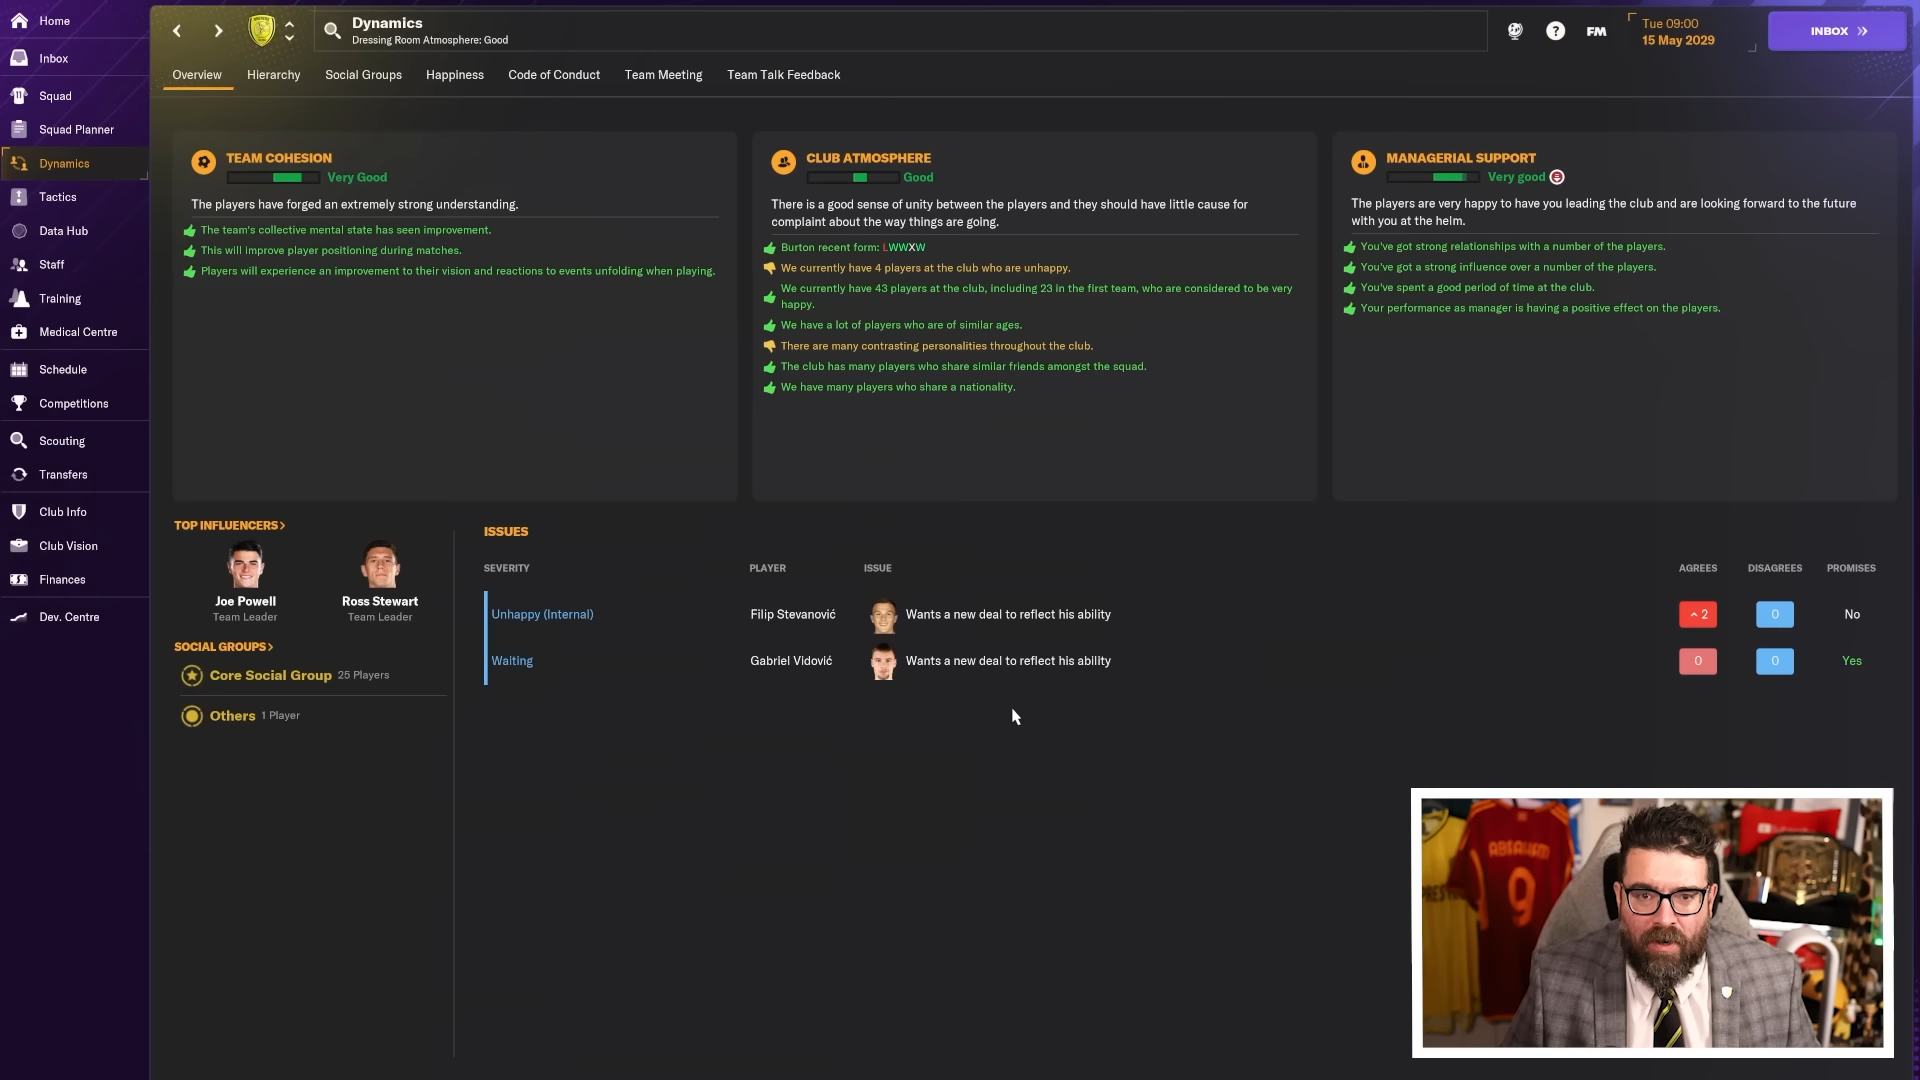 Home
Inbox
Squad
Squad Planner
Dynamics
Tactics
Data Hub
Staff
Training
Medical Centre
Schedule
Competitions
Scouting
Transfers
Club Info
Club Vision
Finances
Dev. Centre
Dynamics
Dressing Room Atmosphere: Good
FM
Tue 09:00
15 May 2029
INBOX
Overview Hierarchy Social Groups Happiness Code of Conduct Team Meeting Team Talk Feedback
TEAM COHESION
Very Good
The players have forged an extremely strong understanding.
The team's collective mental state has seen improvement.
This will improve player positioning during matches.
Players will experience an improvement to their vision and reactions to events unfolding when playing.
CLUB ATMOSPHERE
Good
There is a good sense of unity between the players and they should have little cause for
complaint about the way things are going.
Burton recent form: LWWXW
We currently have 4 players at the club who are unhappy.
We currently have 43 players at the club, including 23 in the first team, who are considered to be very
happy.
We have a lot of players who are of similar ages.
There are many contrasting personalities throughout the club.
The club has many players who share similar friends amongst the squad.
We have many players who share a nationality.
MANAGERIAL SUPPORT
Very good
The players are very happy to have you leading the club and are looking forward to the future
with you at the helm.
You've got strong relationships with a number of the players.
You've got a strong influence over a number of the players.
You've spent a good period of time at the club.
Your performance as manager is having a positive effect on the players.
TOP INFLUENCERS>
Joe Powell
Team Leader
Ross Stewart
Team Leader
SOCIAL GROUPS>
Core Social Group 25 Players
Others 1 Player
ISSUES
SEVERITY PLAYER ISSUE AGREES DISAGREES PROMISES
Unhappy (Internal) Filip Stevanović Wants a new deal to reflect his ability 2 0 No
Waiting Gabriel Vidović Wants a new deal to reflect his ability 0 0 Yes
ABRAHAM
9